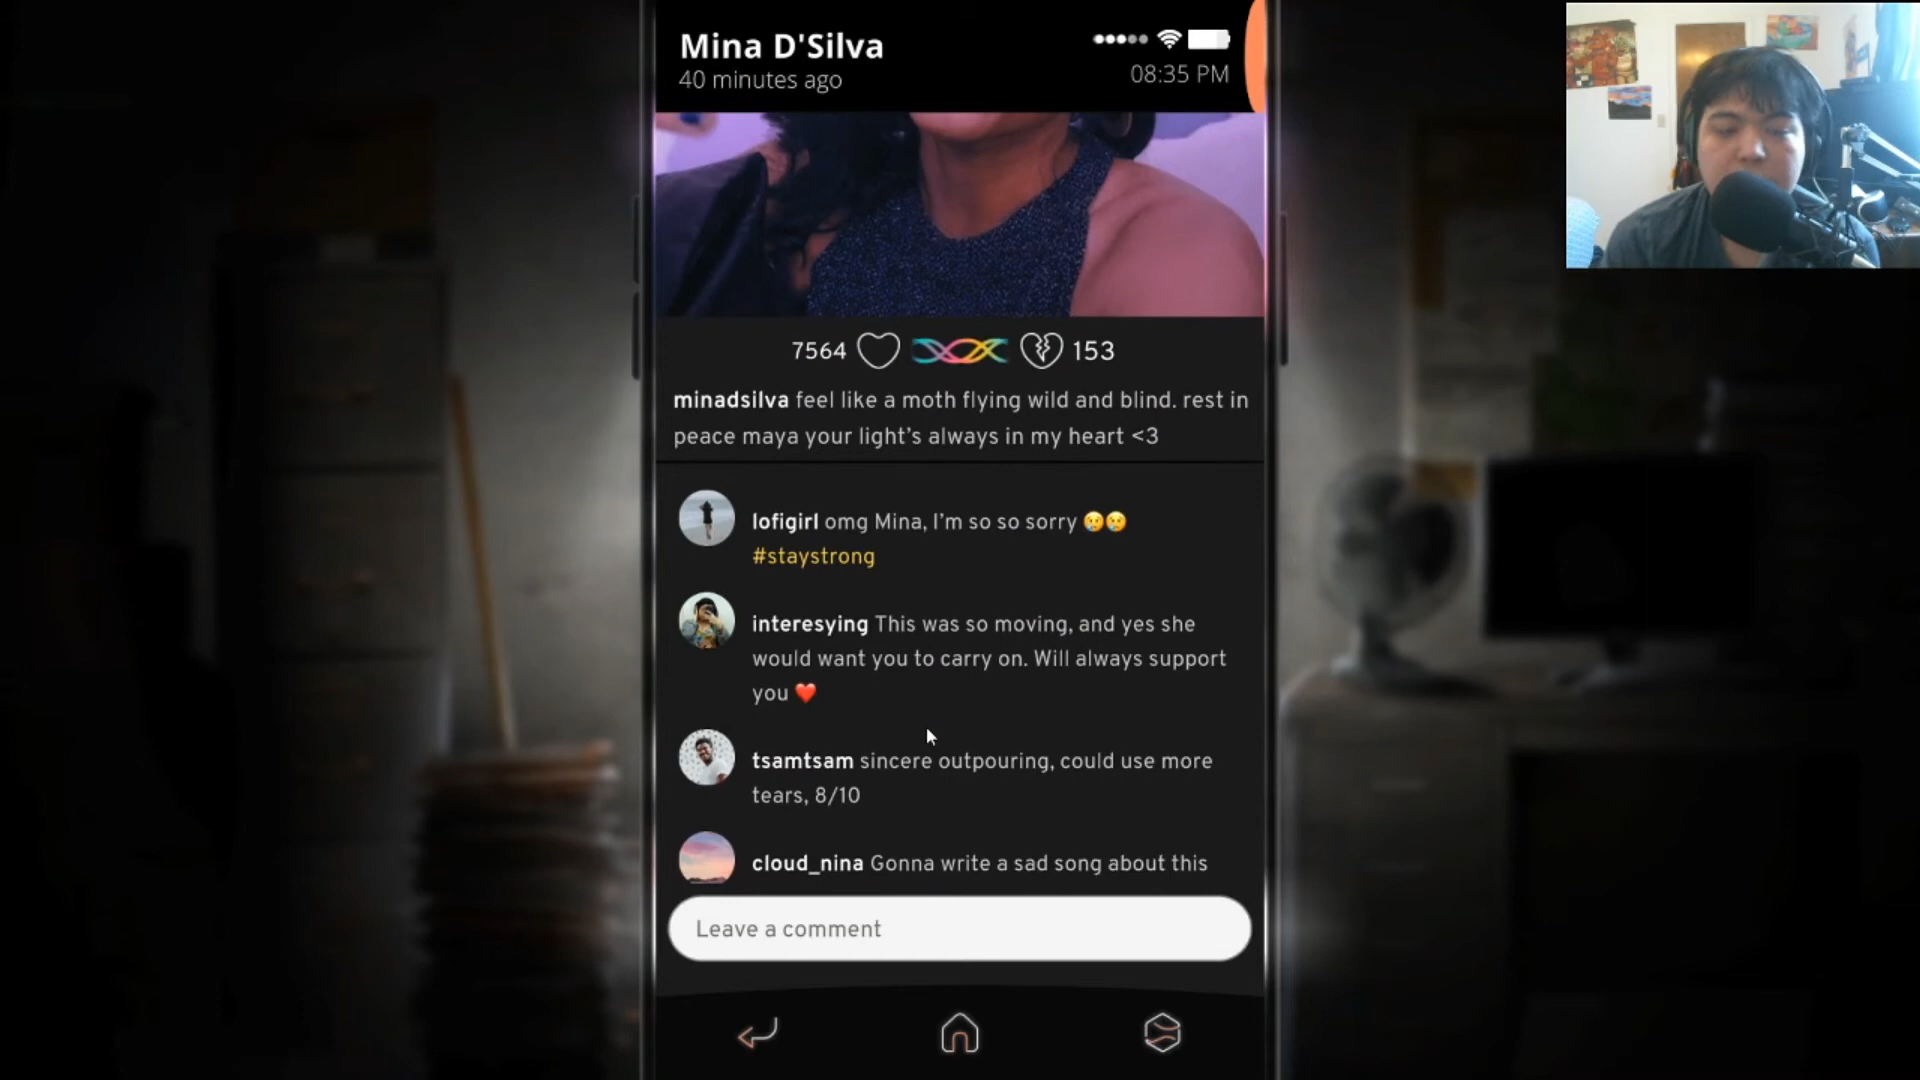 Mina D'Silva
40 minutes ago
08:35 PM
7564
153
minadsilva feel like a moth flying wild and blind. rest in
peace maya your light's always in my heart <3
lofigirl omg Mina, I'm so so sorry 😢😢
#staystrong
interesying This was so moving, and yes she
would want you to carry on. Will always support
you ❤️
tsamtsam sincere outpouring, could use more
tears, 8/10
cloud_nina Gonna write a sad song about this
Leave a comment